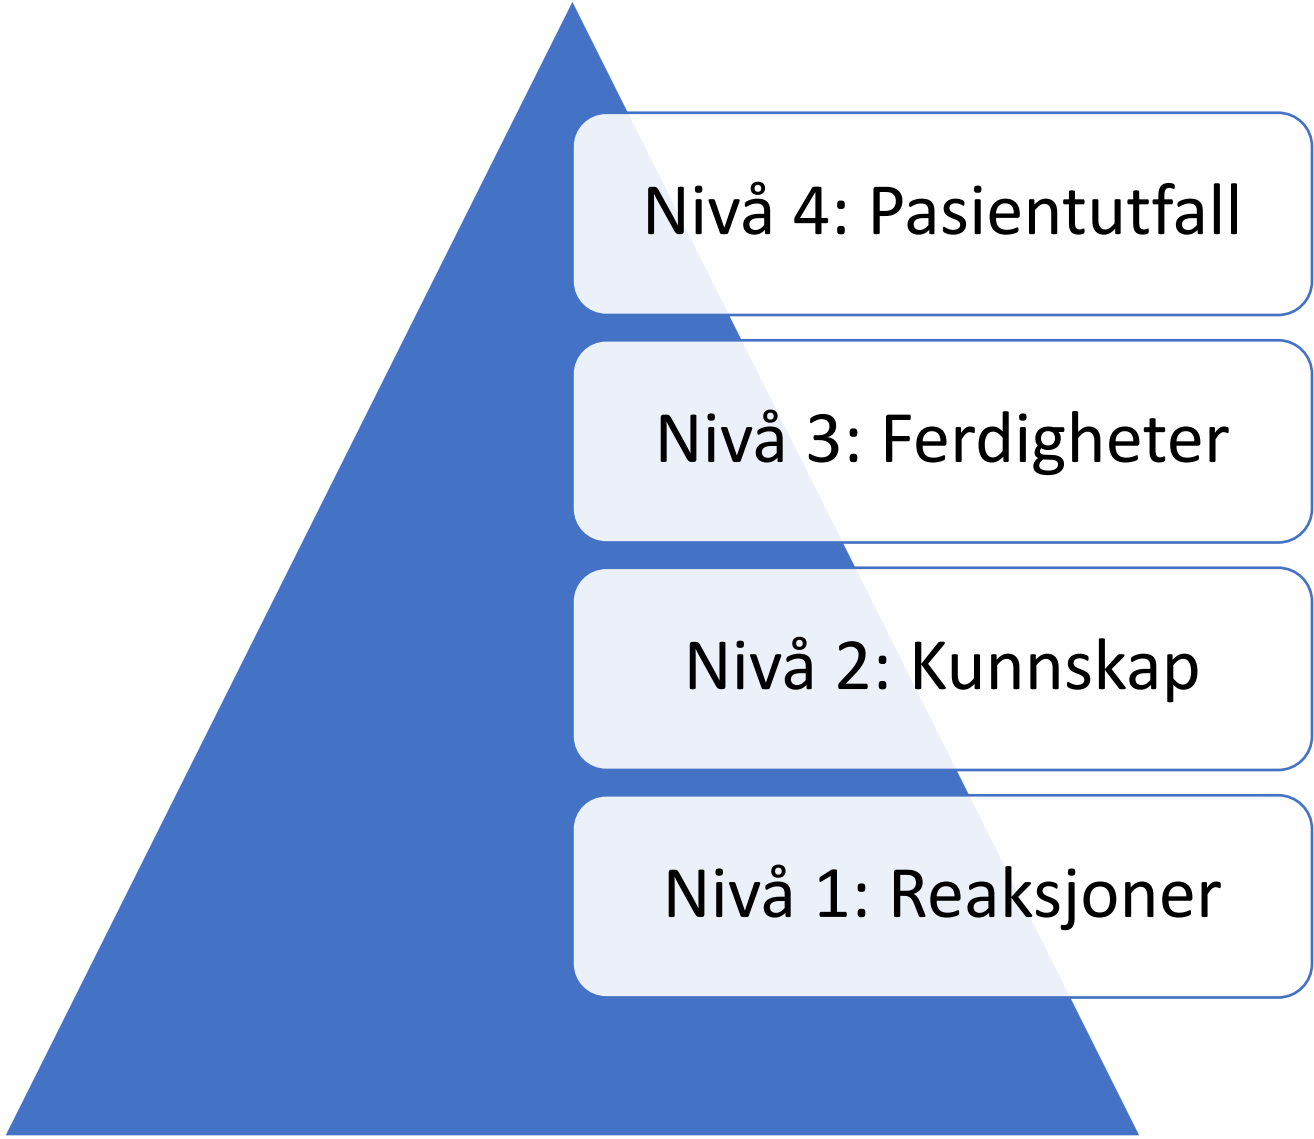 Nivå 4: Pasientutfall
Nivå 3: Ferdigheter
Nivå 2: Kunnskap
Nivå 1: Reaksjoner